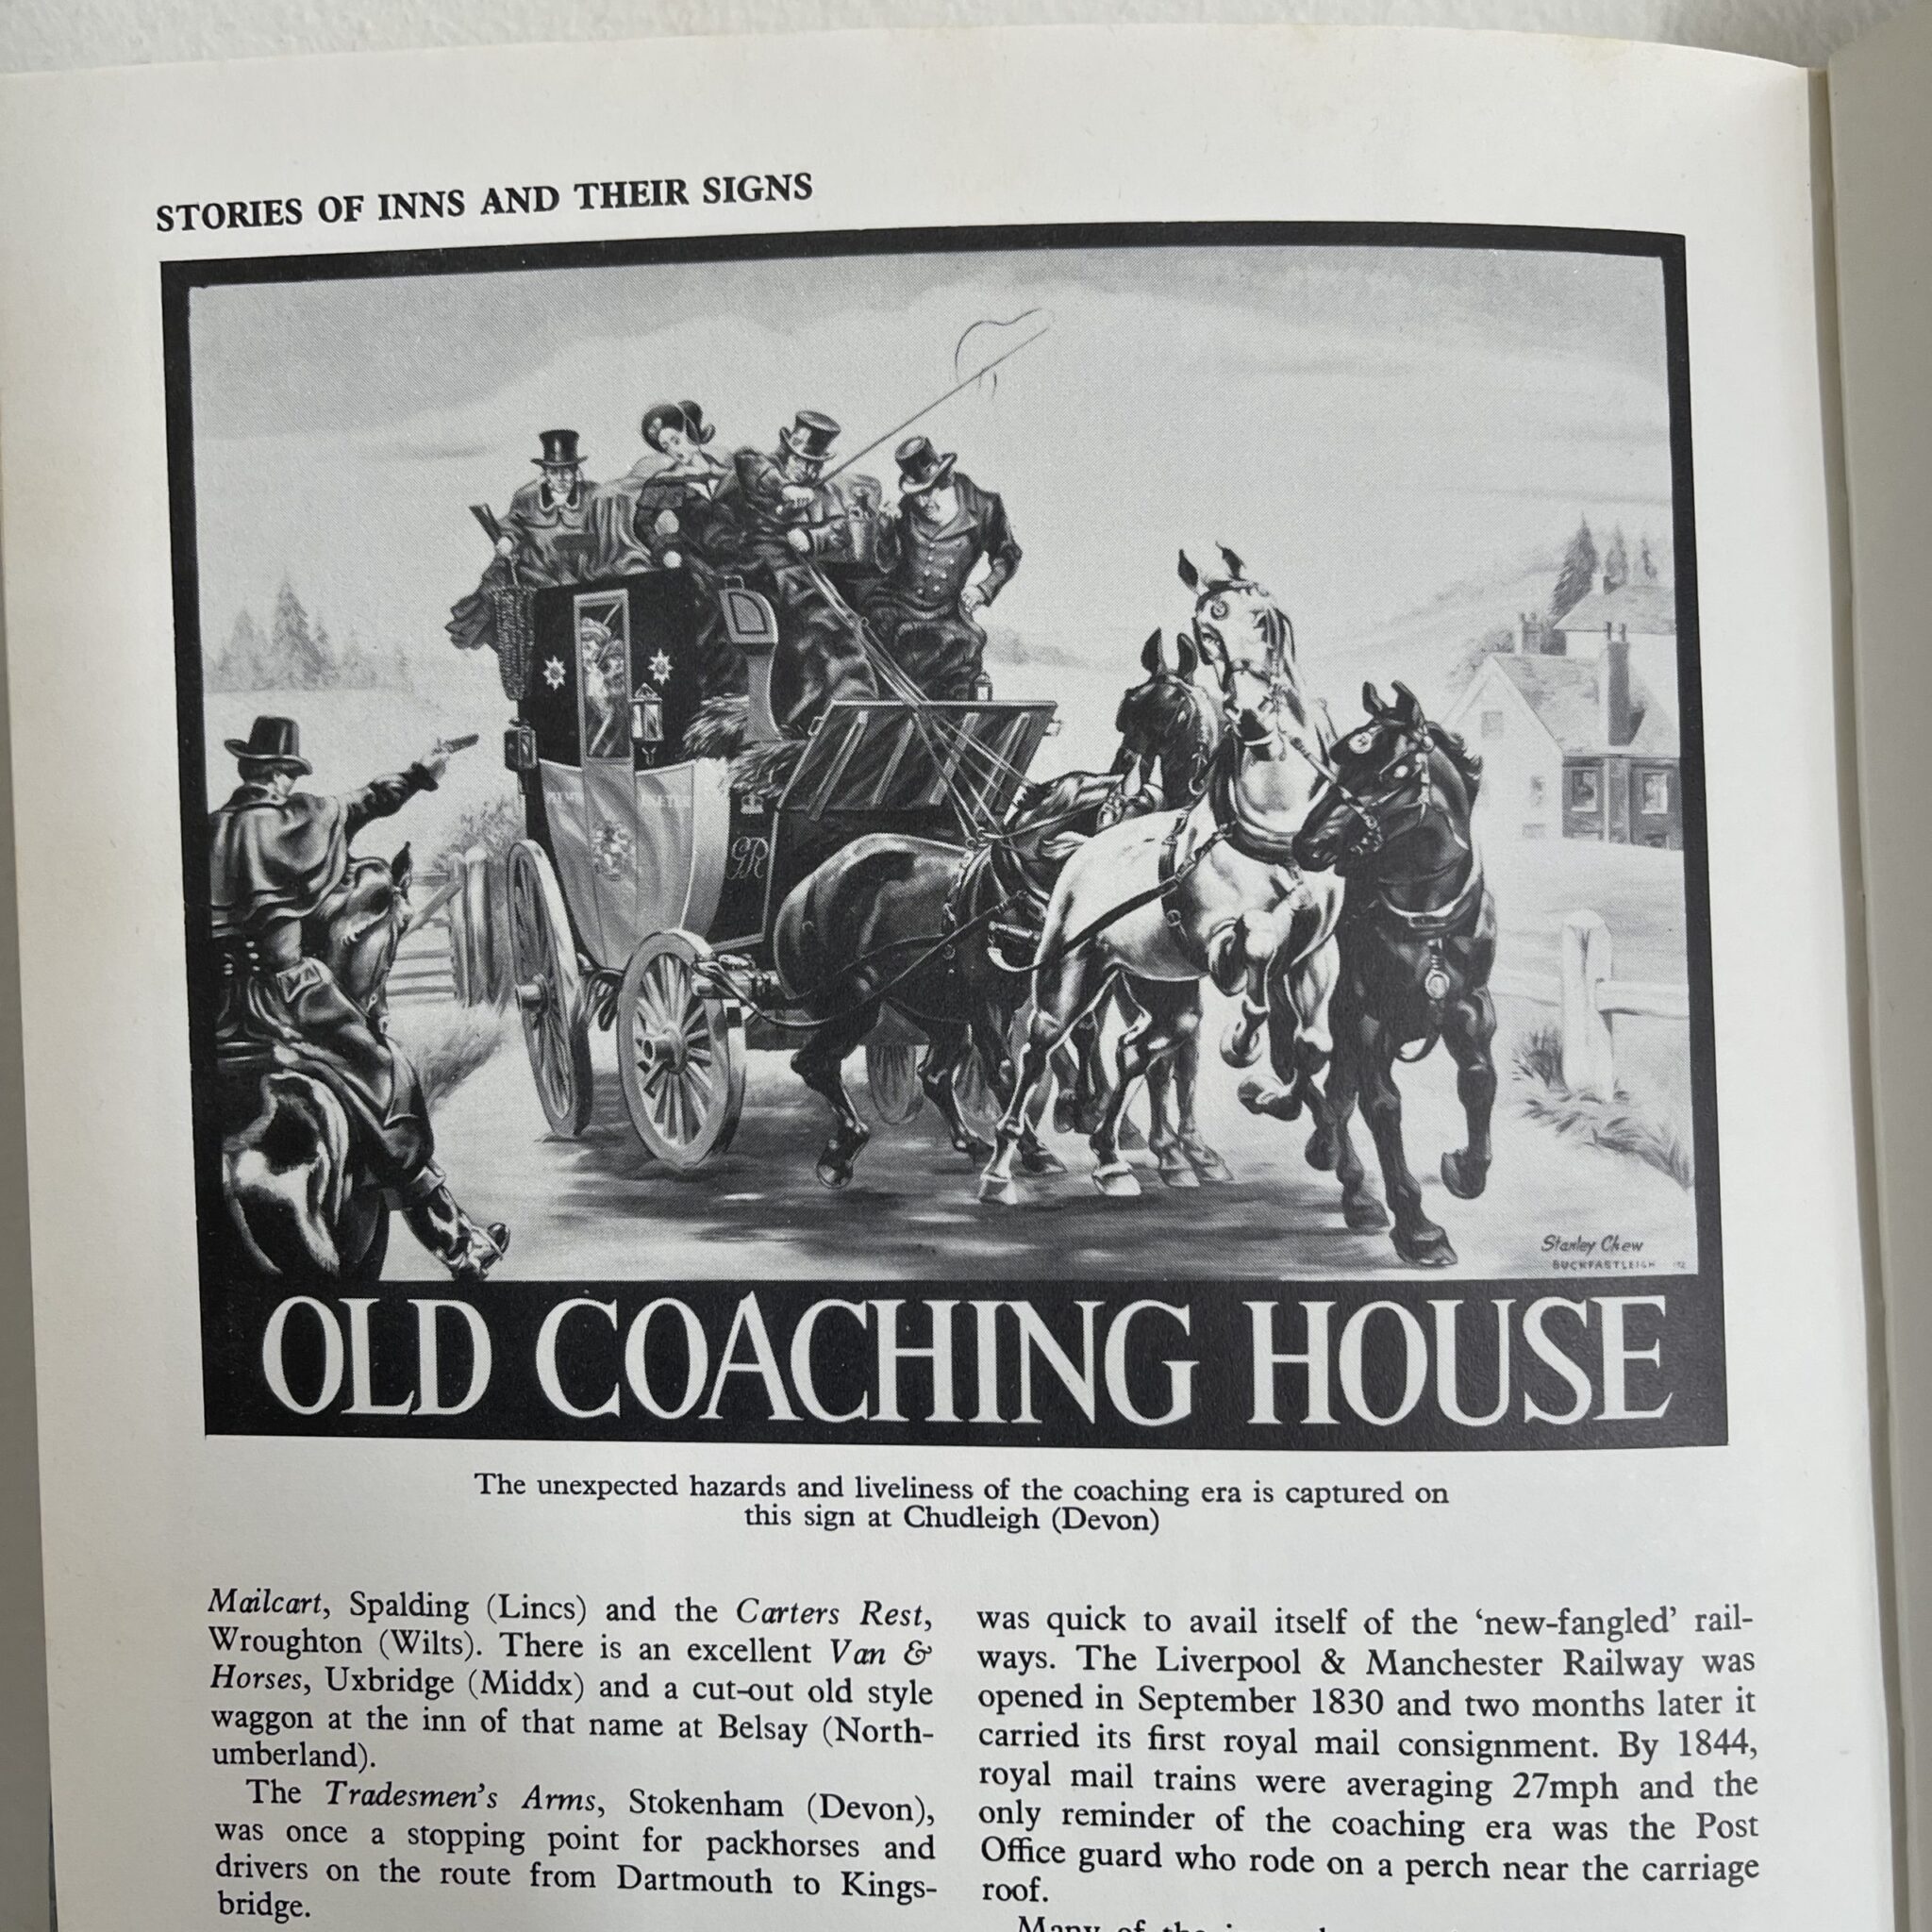 STORIES OF INNS AND THEIR SIGNS
GR
Stanley Chew
BUCKFASTLEIGH
OLD COACHING HOUSE
The unexpected hazards and liveliness of the coaching era is captured on
this sign at Chudleigh (Devon)
Mailcart, Spalding (Lincs) and the Carters Rest,
Wroughton (Wilts). There is an excellent Van &
Horses, Uxbridge (Middx) and a cut-out old style
waggon at the inn of that name at Belsay (North-
umberland).
The Tradesmen's Arms, Stokenham (Devon),
was once a stopping point for packhorses and
drivers on the route from Dartmouth to Kings-
bridge.
was quick to avail itself of the ‘new-fangled’ rail-
ways. The Liverpool & Manchester Railway was
opened in September 1830 and two months later it
carried its first royal mail consignment. By 1844,
royal mail trains were averaging 27mph and the
only reminder of the coaching era was the Post
Office guard who rode on a perch near the carriage
roof.
Many of the